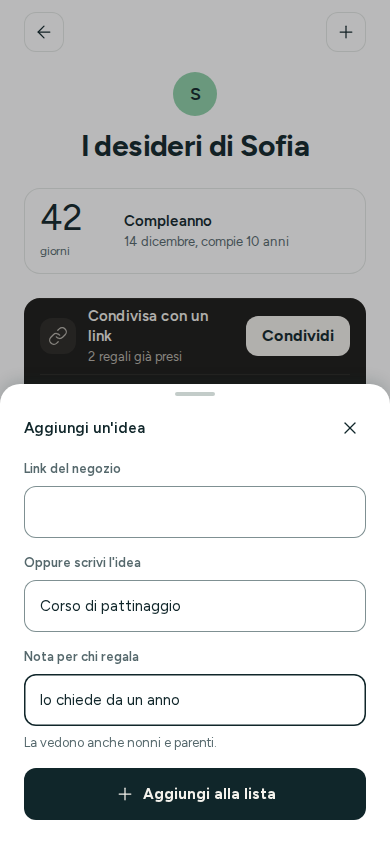 S
I desideri di Sofia
42
giorni
Compleanno
14 dicembre, compie 10 anni
Condivisa con un
link
2 regali già presi
Condividi
Aggiungi un'idea
Link del negozio
Oppure scrivi l'idea
Corso di pattinaggio
Nota per chi regala
lo chiede da un anno
La vedono anche nonni e parenti.
Aggiungi alla lista